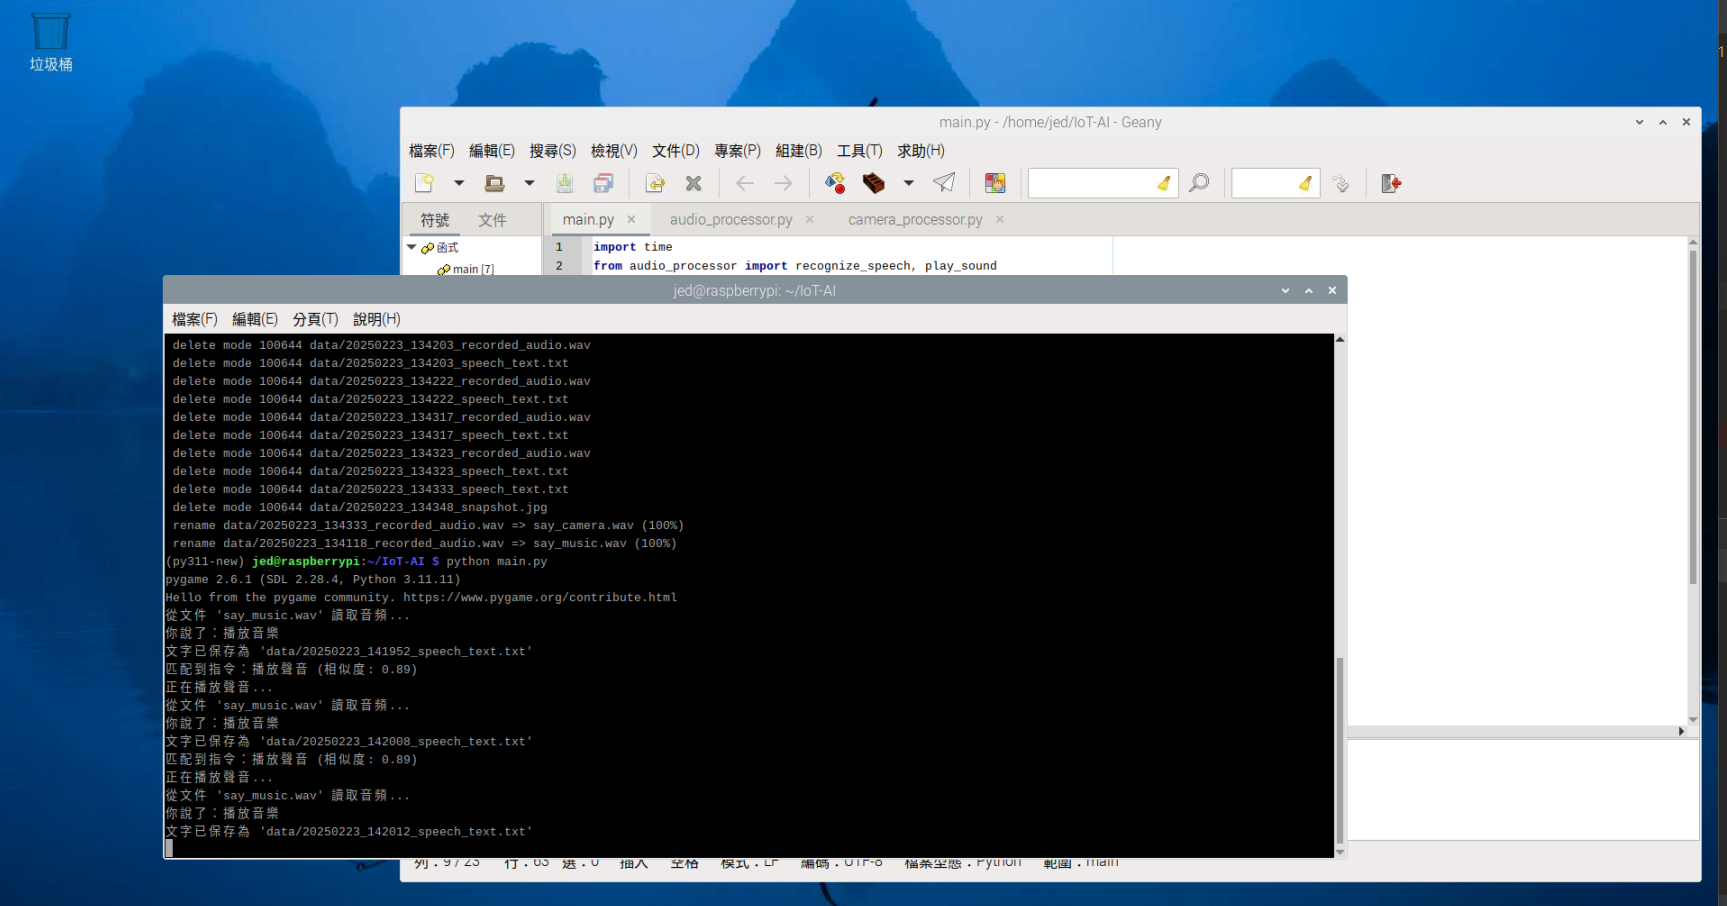 垃圾桶
1
main.py - /home/jed/IoT-AI - Geany
檔案(F) 編輯(E) 搜尋(S) 檢視(V) 文件(D) 專案(P) 組建(B) 工具(T) 求助(H)
符號 文件 main.py audio_processor.py camera_processor.py
函式
main [7]
1 import time
2 from audio_processor import recognize_speech, play_sound
jed@raspberrypi: ~/IoT-AI
檔案(F) 編輯(E) 分頁(T) 說明(H)
delete mode 100644 data/20250223_134203_recorded_audio.wav
delete mode 100644 data/20250223_134203_speech_text.txt
delete mode 100644 data/20250223_134222_recorded_audio.wav
delete mode 100644 data/20250223_134222_speech_text.txt
delete mode 100644 data/20250223_134317_recorded_audio.wav
delete mode 100644 data/20250223_134317_speech_text.txt
delete mode 100644 data/20250223_134323_recorded_audio.wav
delete mode 100644 data/20250223_134323_speech_text.txt
delete mode 100644 data/20250223_134333_speech_text.txt
delete mode 100644 data/20250223_134348_snapshot.jpg
rename data/20250223_134333_recorded_audio.wav => say_camera.wav (100%)
rename data/20250223_134118_recorded_audio.wav => say_music.wav (100%)
(py311-new) jed@raspberrypi:~/IoT-AI $ python main.py
pygame 2.6.1 (SDL 2.28.4, Python 3.11.11)
Hello from the pygame community. https://www.pygame.org/contribute.html
從文件 'say_music.wav' 讀取音頻...
你說了：播放音樂
文字已保存為 'data/20250223_141952_speech_text.txt'
匹配到指令：播放聲音 (相似度: 0.89)
正在播放聲音...
從文件 'say_music.wav' 讀取音頻...
你說了：播放音樂
文字已保存為 'data/20250223_142008_speech_text.txt'
匹配到指令：播放聲音 (相似度: 0.89)
正在播放聲音...
從文件 'say_music.wav' 讀取音頻...
你說了：播放音樂
文字已保存為 'data/20250223_142012_speech_text.txt'
列：9 / 23 行：63 選：0 插入 空格 模式：LF 編碼：UTF-8 檔案型態：Python 範圍：main